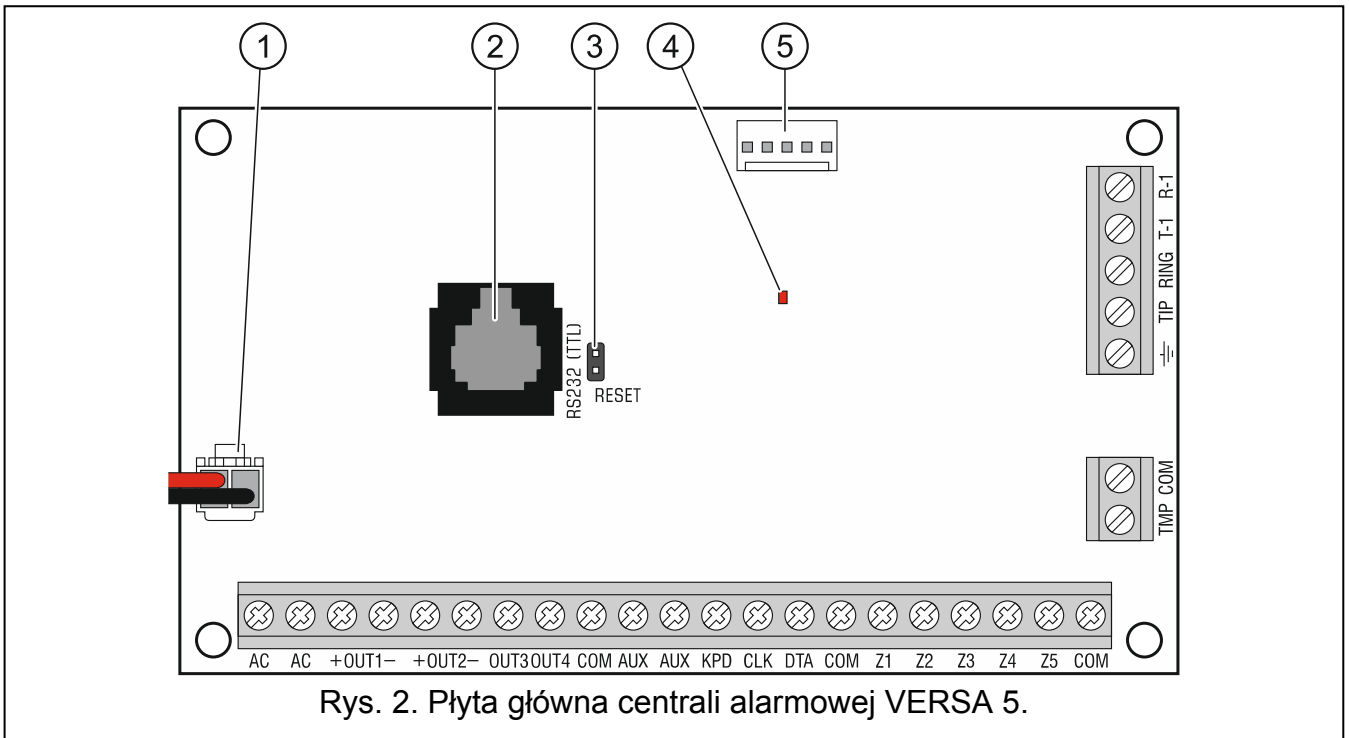 1 2 3 4 5
R-1
T-1
RING
TIP
RS232 (TTL)
RESET
COM
TMP
AC AC +OUT1- +OUT2- OUT3 OUT4 COM AUX AUX KPD CLK DTA COM Z1 Z2 Z3 Z4 Z5 COM
Rys. 2. Płyta główna centrali alarmowej VERSA 5.